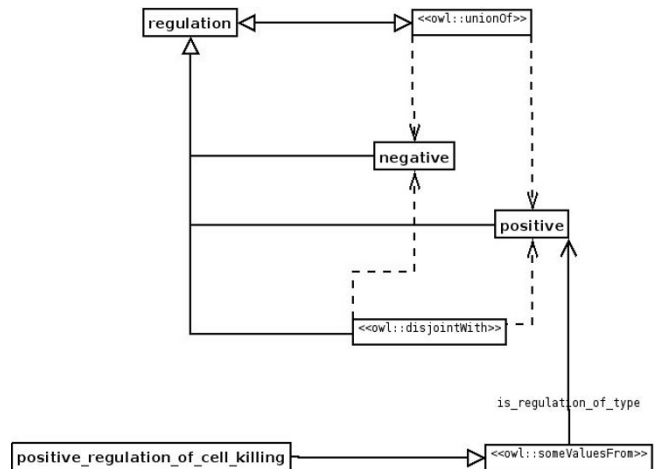 regulation
<<owl::unionOf>>
negative
positive
<<owl::disjointWith>>
is_regulation_of_type
positive_regulation_of_cell_killing
<<owl::someValuesFrom>>